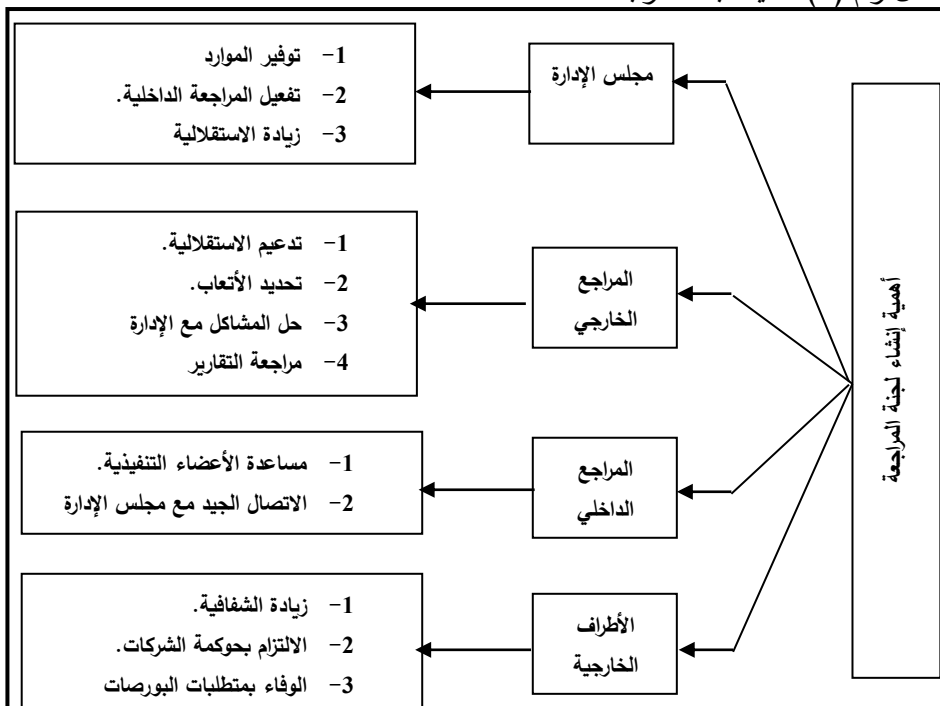 أهمية إنشاء لجنة المراجعة
مجلس الإدارة
1- توفير الموارد
2- تفعيل المراجعة الداخلية.
3- زيادة الاستقلالية
المراجع
الخارجي
1- تدعيم الاستقلالية.
2- تحديد الأتعاب.
3- حل المشاكل مع الإدارة
4- مراجعة التقارير
المراجع
الداخلي
1- مساعدة الأعضاء التنفيذية.
2- الاتصال الجيد مع مجلس الإدارة
الأطراف
الخارجية
1- زيادة الشفافية.
2- الالتزام بحوكمة الشركات.
3- الوفاء بمتطلبات البورصات